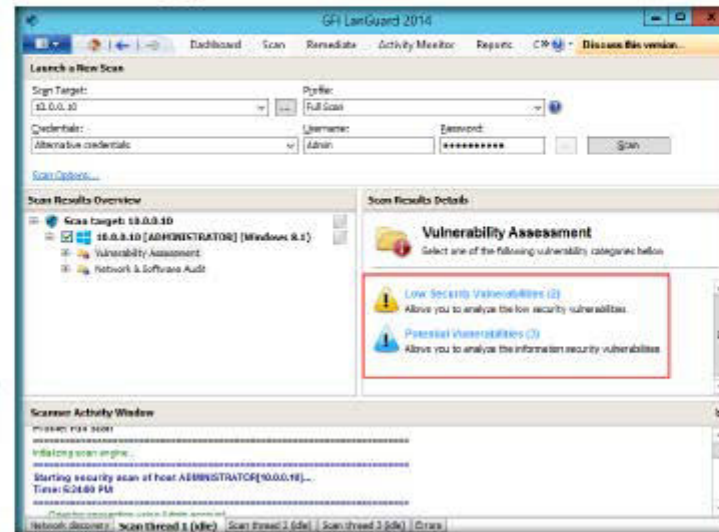 GFI LanGuard 2014
Dashboard Scan Remediate Activity Monitor Reports Discuss this version...
Launch a New Scan
Scan Target:
Profile:
10.0.0.10
Full Scan
Credentials:
Username:
Password:
Alternative credentials
Admin
●●●●●●●●●●
Scan
Scan Options...
Scan Results Overview
Scan Results Details
Scan target: 10.0.0.10
10.0.0.10 [ADMINISTRATOR] (Windows 8.1)
Vulnerability Assessment
Network & Software Audit
Vulnerability Assessment
Select one of the following vulnerability categories below
Low Security Vulnerabilities (2)
Allows you to analyze the low security vulnerabilities
Potential Vulnerabilities (3)
Allows you to analyze the information security vulnerabilities
Scanner Activity Window
Profile: Full Scan
Initializing scan engine...
Starting security scan of host ADMINISTRATOR[10.0.0.10]...
Time: 6:24:00 PM
Network discovery Scan thread 1 (idle) Scan thread 2 (idle) Scan thread 3 (idle) Errors